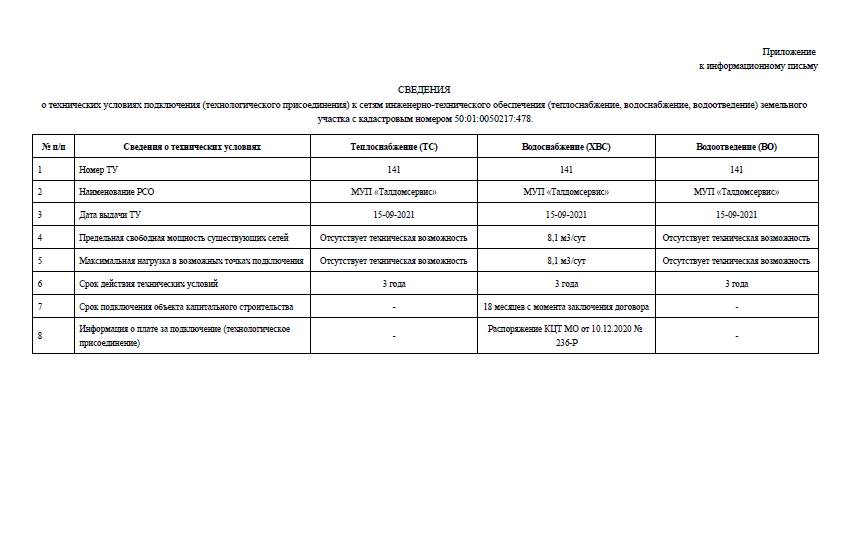 Приложение
к информационному письму
СВЕДЕНИЯ
о технических условиях подключения (технологического присоединения) к сетям инженерно-технического обеспечения (теплоснабжение, водоснабжение, водоотведение) земельного
участка с кадастровым номером 50:01:0050217:478.
№ п/п Сведения о технических условиях Теплоснабжение (ТС) Водоснабжение (ХВС) Водоотведение (ВО)
1 Номер ТУ 141 141 141
2 Наименование РСО МУП «Талдомсервис» МУП «Талдомсервис» МУП «Талдомсервис»
3 Дата выдачи ТУ 15-09-2021 15-09-2021 15-09-2021
4 Предельная свободная мощность существующих сетей Отсутствует техническая возможность 8,1 м3/сут Отсутствует техническая возможность
5 Максимальная нагрузка в возможных точках подключения Отсутствует техническая возможность 8,1 м3/сут Отсутствует техническая возможность
6 Срок действия технических условий 3 года 3 года 3 года
7 Срок подключения объекта капитального строительства - 18 месяцев с момента заключения договора -
8 Информация о плате за подключение (технологическое
присоединение) - Распоряжение КЦТ МО от 10.12.2020 №
236-Р -